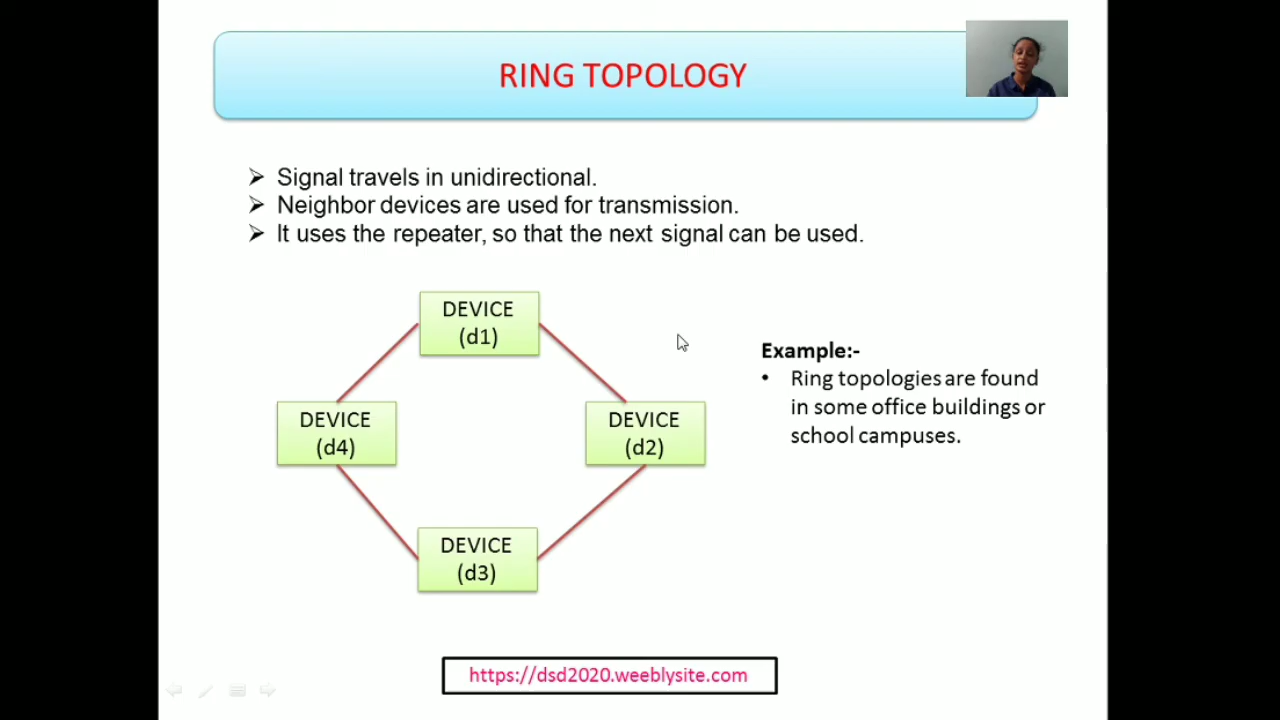 RING TOPOLOGY
Signal travels in unidirectional.
Neighbor devices are used for transmission.
It uses the repeater, so that the next signal can be used.
DEVICE
(d1)
DEVICE
(d4)
DEVICE
(d2)
DEVICE
(d3)
Example:-
Ring topologies are found
in some office buildings or
school campuses.
https://dsd2020.weeblysite.com